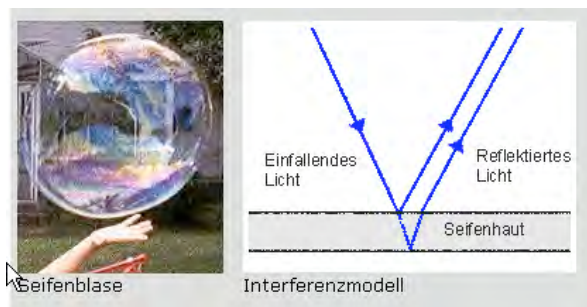 Einfallendes
Licht
Reflektiertes
Licht
Seifenhaut
Seifenblase
Interferenzmodell